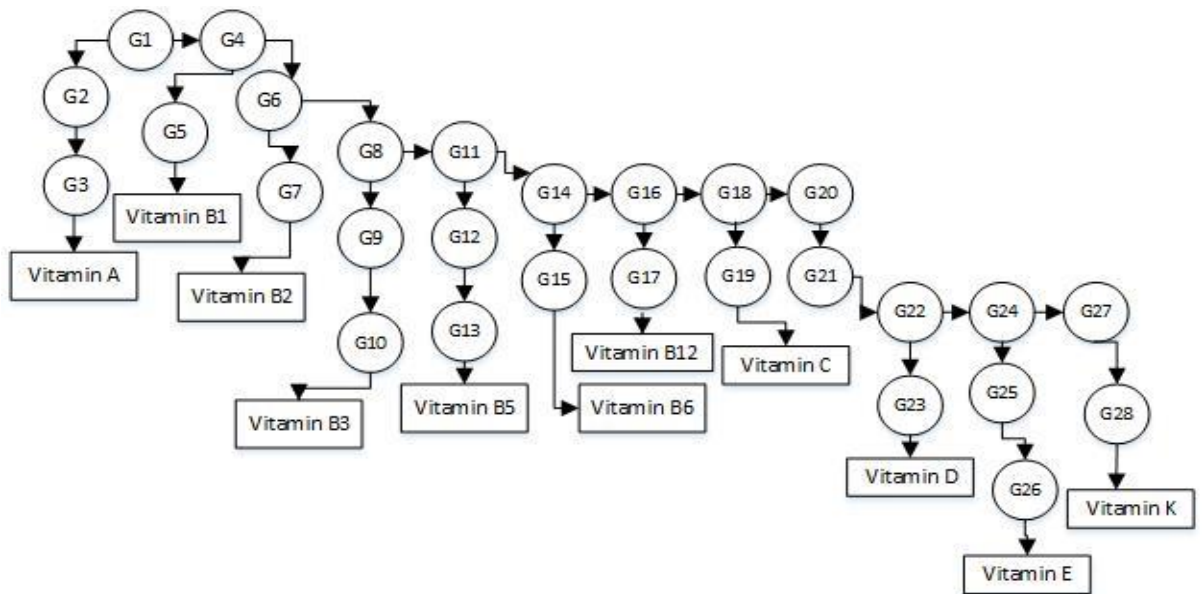 G1
G4
G2
G6
G5
G8
G11
G3
G7
G14
G16
G18
G20
Vitamin B1
G9
G12
Vitamin A
G15
G17
G19
G21
Vitamin B2
G22
G24
G27
G10
G13
Vitamin B12
Vitamin C
G25
Vitamin B3
Vitamin B5
Vitamin B6
G23
G28
Vitamin D
G26
Vitamin K
Vitamin E